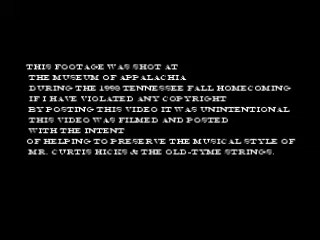 THIS FOOTAGE WAS SHOT AT
THE MUSEUM OF APPALACHIA
DURING THE 1998 TENNESSEE FALL HOMECOMING
IF I HAVE VIOLATED ANY COPYRIGHT
BY POSTING THIS VIDEO IT WAS UNINTENTIONAL
THIS VIDEO WAS FILMED AND POSTED
WITH THE INTENT
OF HELPING TO PRESERVE THE MUSICAL STYLE OF
MR. CURTIS HICKS & THE OLD-TYME STRINGS.